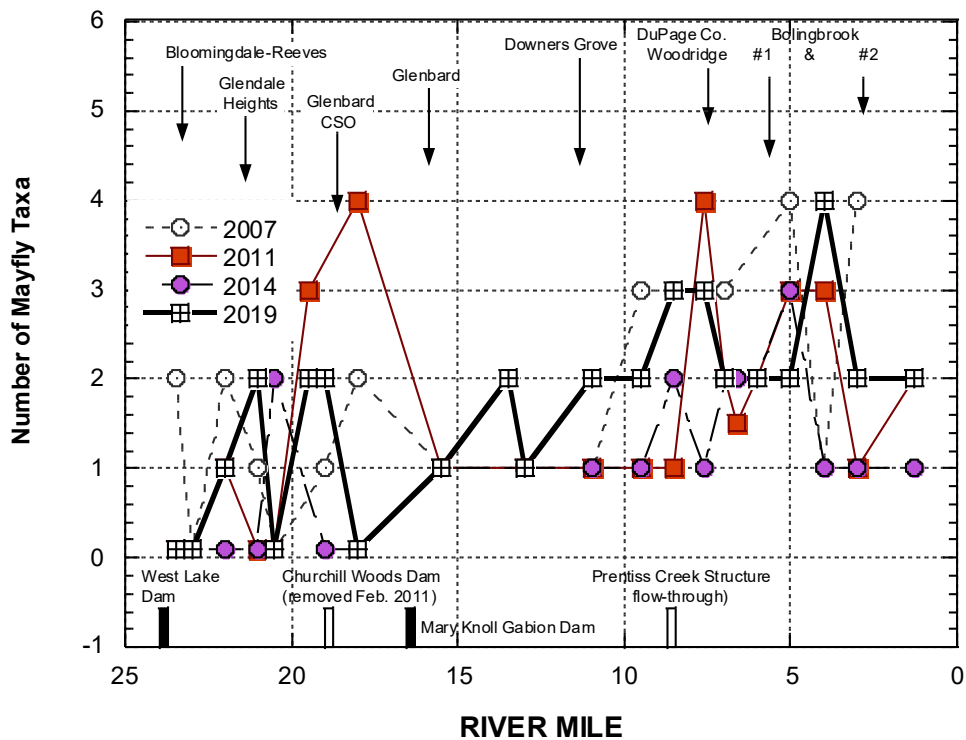 6
5
4
3
2
1
0
-1
Number of Mayfly Taxa
Bloomingdale-Reeves
Glendale
Heights
Glenbard
CSO
Glenbard
Downers Grove
DuPage Co.
Woodridge
Bolingbrook
#1 & #2
2007
2011
2014
2019
West Lake
Dam
Churchill Woods Dam
(removed Feb. 2011)
Mary Knoll Gabion Dam
Prentiss Creek Structure
flow-through)
25 20 15 10 5 0
RIVER MILE